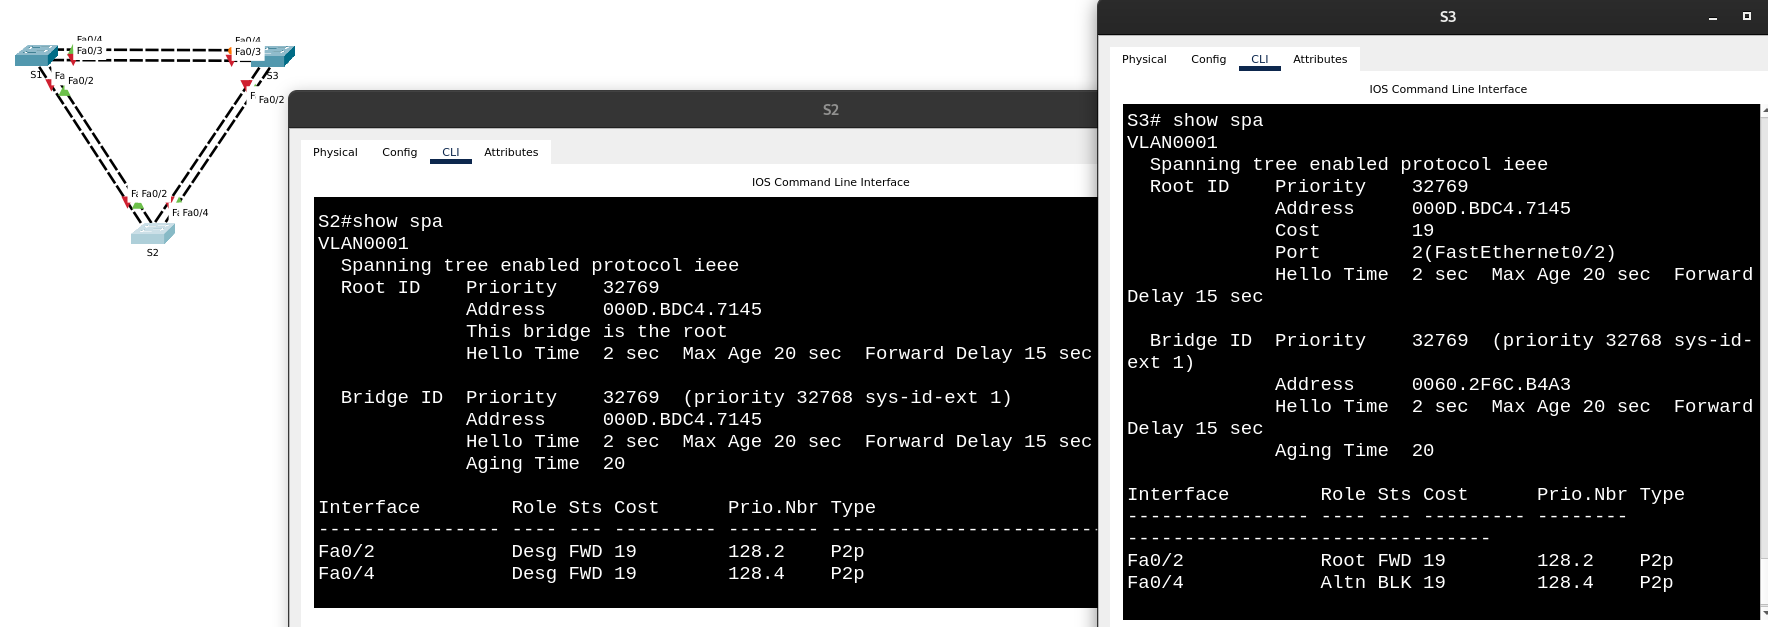 Fa0/4
Fa0/3
S1
Fa
Fa0/2
Fa0/4
Fa0/3
S3
F
Fa0/2
Fa Fa0/2
Fa Fa0/4
S2
S2
Physical Config CLI Attributes
IOS Command Line Interface
S2#show spa
VLAN0001
  Spanning tree enabled protocol ieee
  Root ID    Priority    32769
             Address     000D.BDC4.7145
             This bridge is the root
             Hello Time  2 sec  Max Age 20 sec  Forward Delay 15 sec
  Bridge ID  Priority    32769  (priority 32768 sys-id-ext 1)
             Address     000D.BDC4.7145
             Hello Time  2 sec  Max Age 20 sec  Forward Delay 15 sec
             Aging Time  20
Interface        Role Sts Cost      Prio.Nbr Type
---------------- ---- --- --------- -------- -------------------------
Fa0/2            Desg FWD 19        128.2    P2p
Fa0/4            Desg FWD 19        128.4    P2p
S3
Physical Config CLI Attributes
IOS Command Line Interface
S3# show spa
VLAN0001
  Spanning tree enabled protocol ieee
  Root ID    Priority    32769
             Address     000D.BDC4.7145
             Cost        19
             Port        2(FastEthernet0/2)
             Hello Time  2 sec  Max Age 20 sec  Forward
Delay 15 sec
  Bridge ID  Priority    32769  (priority 32768 sys-id-
ext 1)
             Address     0060.2F6C.B4A3
             Hello Time  2 sec  Max Age 20 sec  Forward
Delay 15 sec
             Aging Time  20
Interface        Role Sts Cost      Prio.Nbr Type
---------------- ---- --- --------- --------
--------------------------------
Fa0/2            Root FWD 19        128.2    P2p
Fa0/4            Altn BLK 19        128.4    P2p